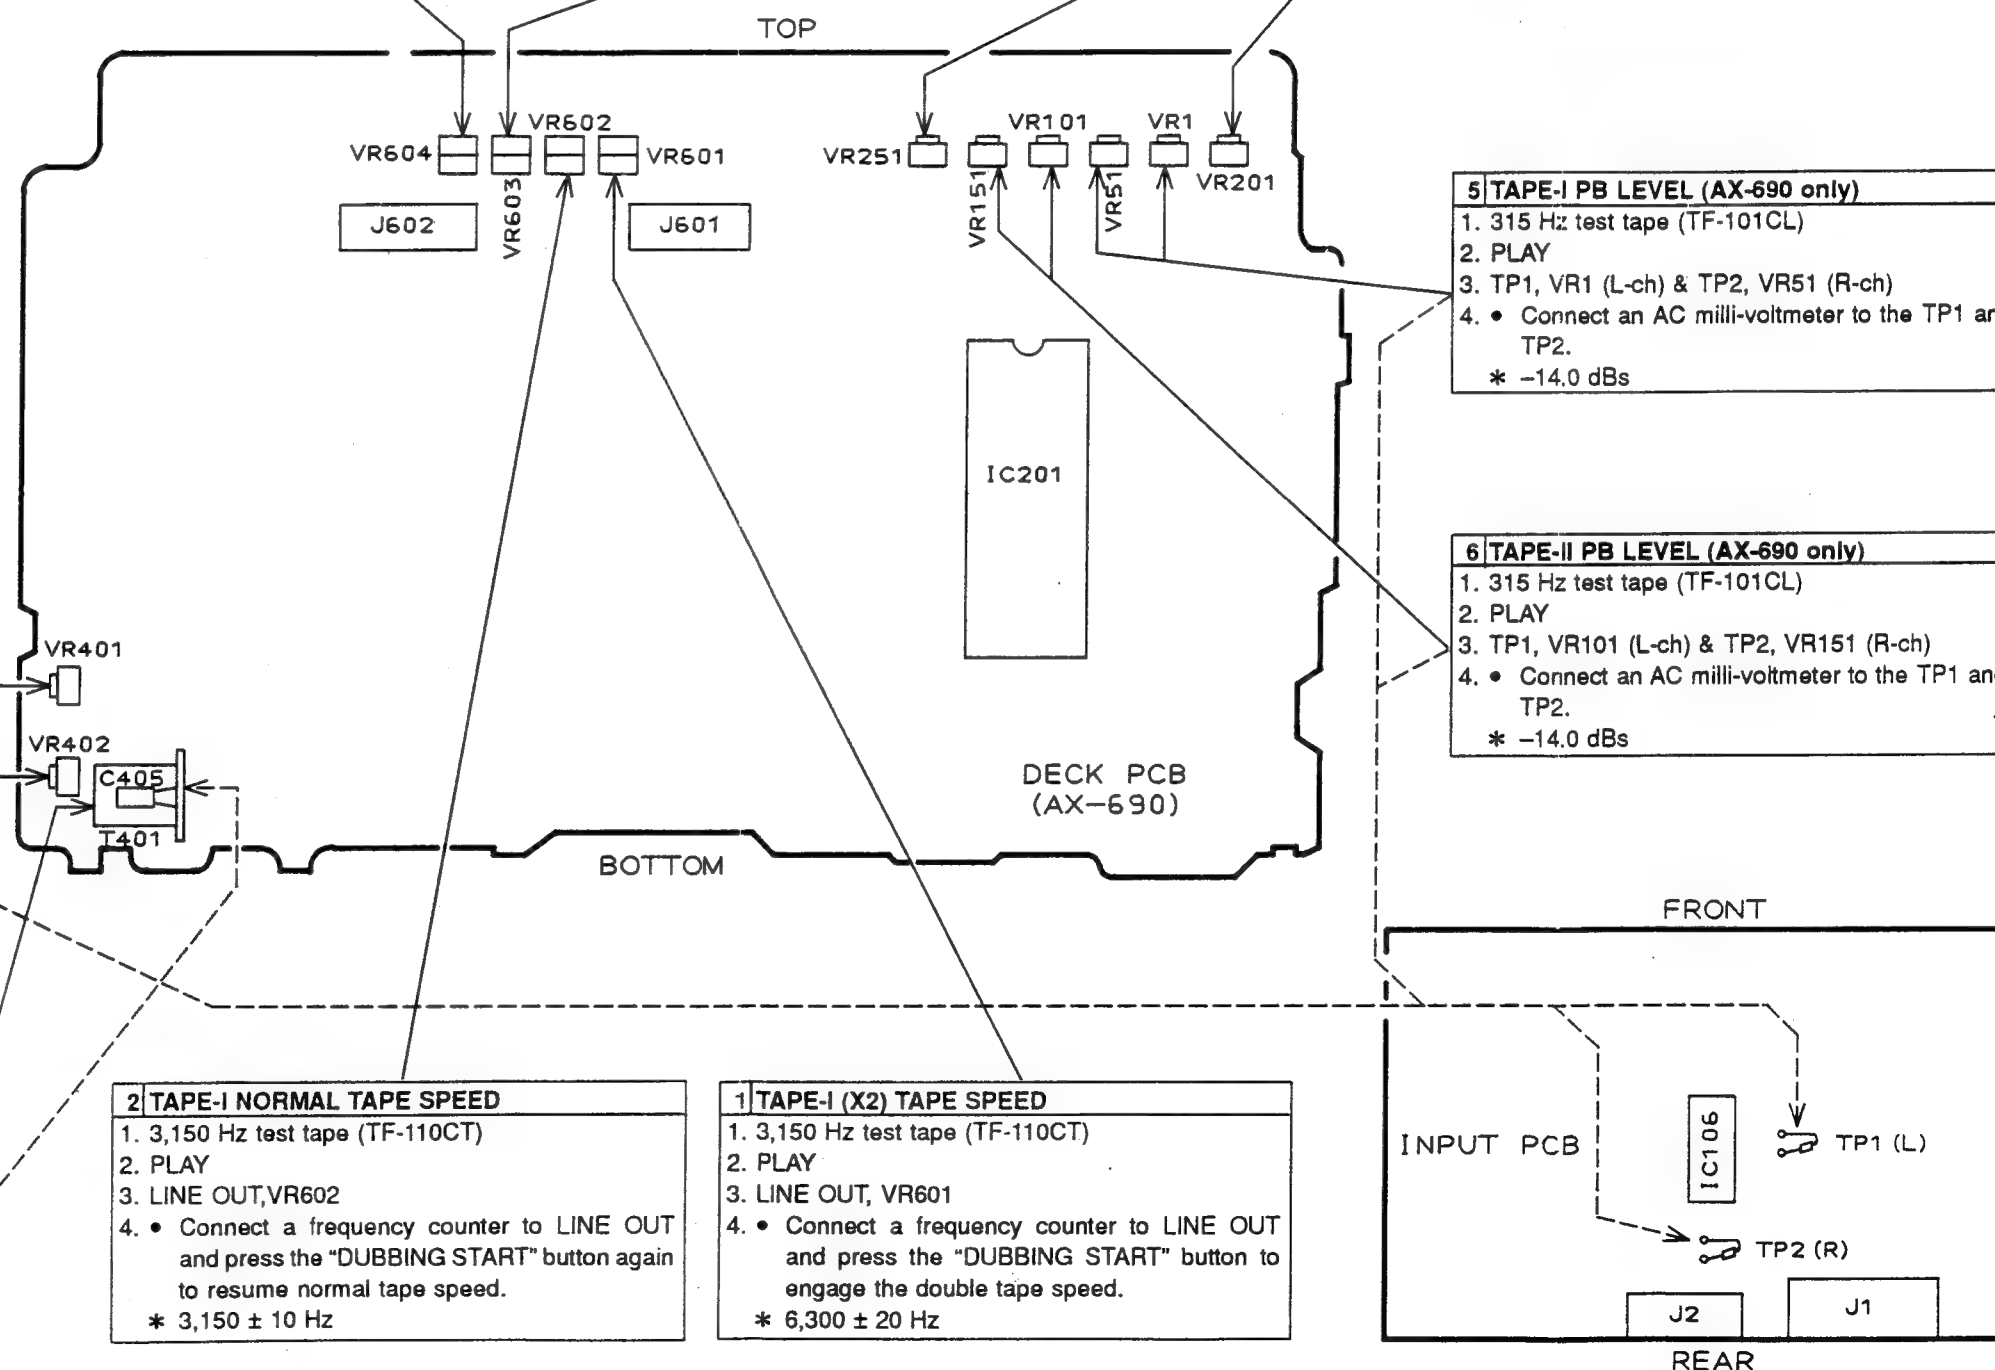 TOP
VR602
VR604
VR601
VR603
J602
J601
VR101
VR1
VR251
VR151
VR51
VR201
5 TAPE-I PB LEVEL (AX-690 only)
1. 315 Hz test tape (TF-101CL)
2. PLAY
3. TP1, VR1 (L-ch) & TP2, VR51 (R-ch)
4. • Connect an AC milli-voltmeter to the TP1 an
TP2.
* –14.0 dBs
IC201
6 TAPE-II PB LEVEL (AX-690 only)
1. 315 Hz test tape (TF-101CL)
2. PLAY
3. TP1, VR101 (L-ch) & TP2, VR151 (R-ch)
4. • Connect an AC milli-voltmeter to the TP1 an
TP2.
* –14.0 dBs
VR401
VR402
C405
T401
DECK PCB
(AX-690)
BOTTOM
FRONT
2 TAPE-I NORMAL TAPE SPEED
1. 3,150 Hz test tape (TF-110CT)
2. PLAY
3. LINE OUT,VR602
4. • Connect a frequency counter to LINE OUT
and press the “DUBBING START” button again
to resume normal tape speed.
* 3,150 ± 10 Hz
1 TAPE-I (X2) TAPE SPEED
1. 3,150 Hz test tape (TF-110CT)
2. PLAY
3. LINE OUT, VR601
4. • Connect a frequency counter to LINE OUT
and press the “DUBBING START” button to
engage the double tape speed.
* 6,300 ± 20 Hz
INPUT PCB
IC106
TP1 (L)
TP2 (R)
J2
J1
REAR